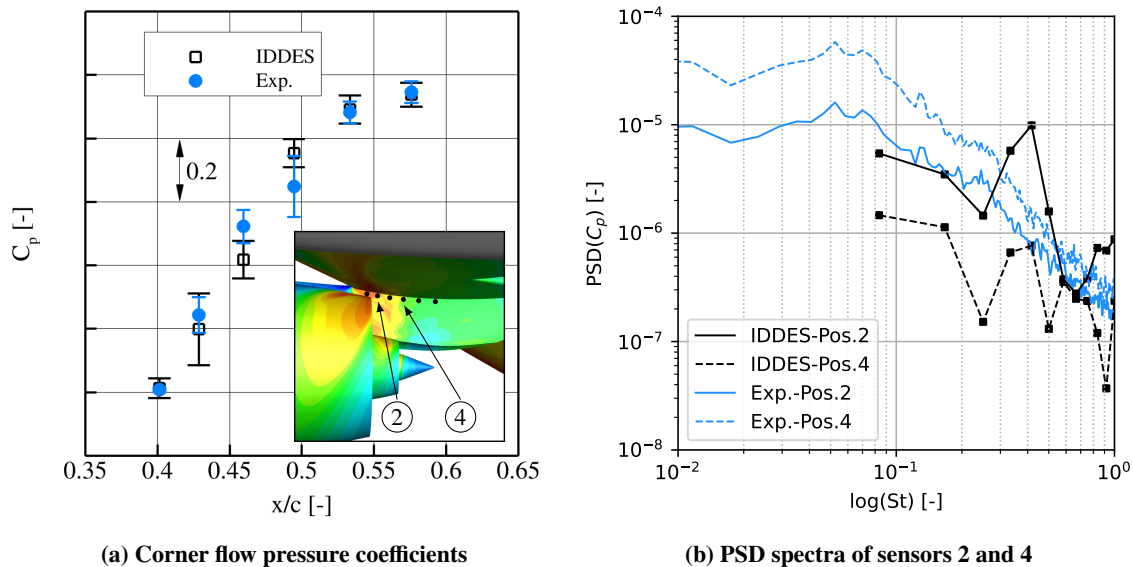 IDDES
Exp.
0.2
C_p [-]
2
4
0.35
0.4
0.45
0.5
0.55
0.6
0.65
x/c [-]
(a) Corner flow pressure coefficients
10^{-4}
10^{-5}
10^{-6}
10^{-7}
10^{-8}
PSD(C_p) [-]
IDDES-Pos.2
IDDES-Pos.4
Exp.-Pos.2
Exp.-Pos.4
10^{-2}
10^{-1}
10^{0}
log(St) [-]
(b) PSD spectra of sensors 2 and 4